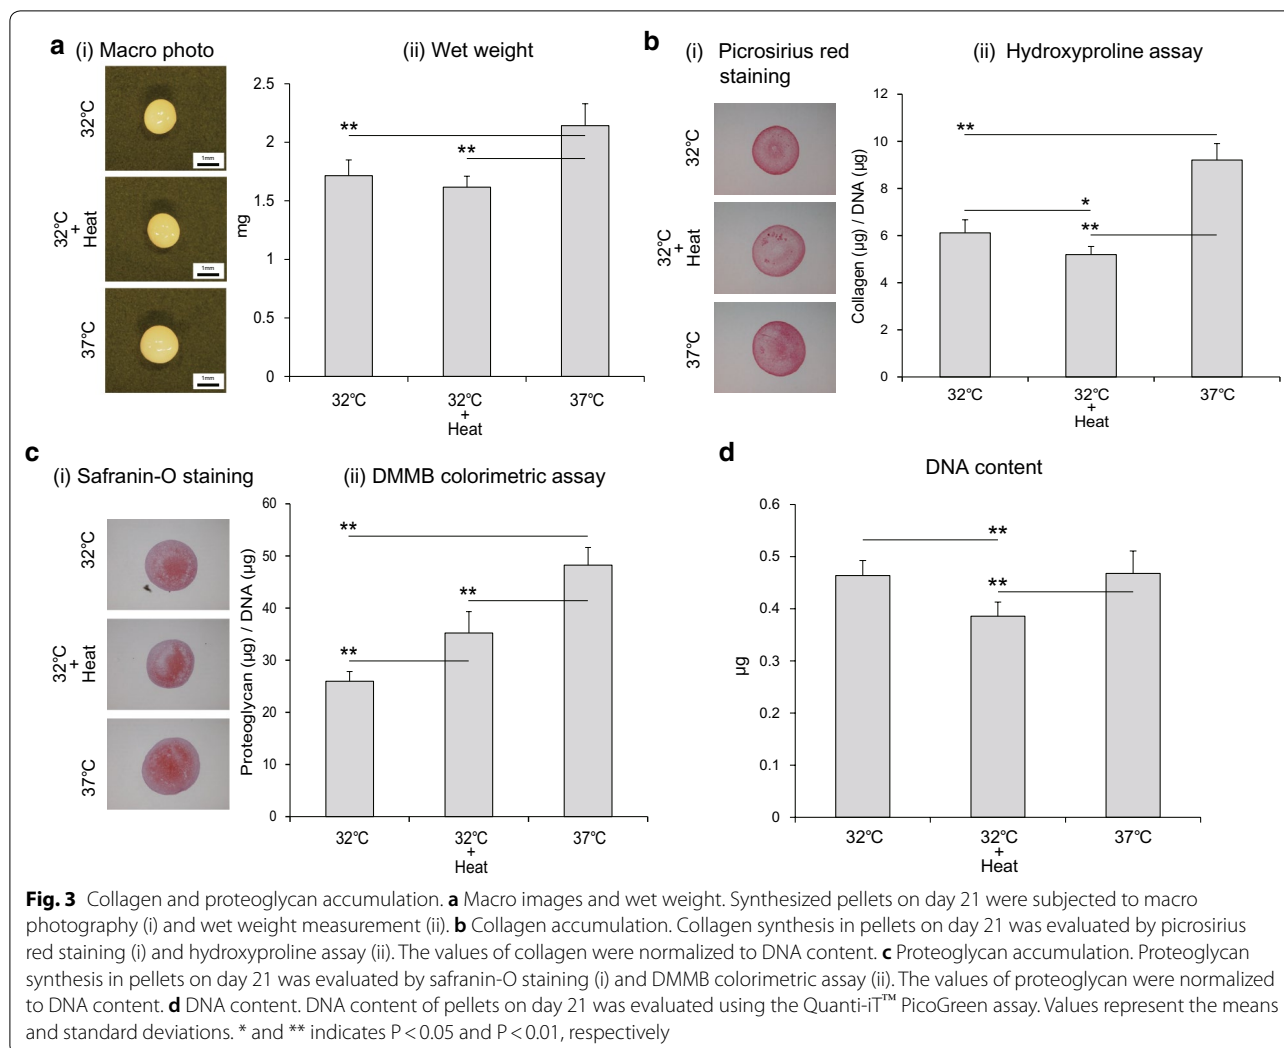 a (i) Macro photo (ii) Wet weight
32℃
32℃
+
Heat
37℃
1mm
1mm
1mm
mg
2.5
2
1.5
1
0.5
0
**
**
32℃ 32℃ 37℃
+
Heat
b (i) Picrosirius red (ii) Hydroxyproline assay
staining
32℃
32℃
+
Heat
37℃
Collagen (µg) / DNA (µg)
12
10
8
6
4
2
0
**
*
**
32℃ 32℃ 37℃
+
Heat
c
(i) Safranin-O staining (ii) DMMB colorimetric assay
32℃
32℃
+
Heat
37℃
Proteoglycan (µg) / DNA (µg)
60
50
40
30
20
10
0
**
**
**
32℃ 32℃ 37℃
+
Heat
d
DNA content
µg
0.6
0.5
0.4
0.3
0.2
0.1
0
**
**
32℃ 32℃ 37℃
+
Heat
Fig. 3 Collagen and proteoglycan accumulation. a Macro images and wet weight. Synthesized pellets on day 21 were subjected to macro
photography (i) and wet weight measurement (ii). b Collagen accumulation. Collagen synthesis in pellets on day 21 was evaluated by picrosirius
red staining (i) and hydroxyproline assay (ii). The values of collagen were normalized to DNA content. c Proteoglycan accumulation. Proteoglycan
synthesis in pellets on day 21 was evaluated by safranin-O staining (i) and DMMB colorimetric assay (ii). The values of proteoglycan were normalized
to DNA content. d DNA content. DNA content of pellets on day 21 was evaluated using the Quanti-iT™ PicoGreen assay. Values represent the means
and standard deviations. * and ** indicates P < 0.05 and P < 0.01, respectively